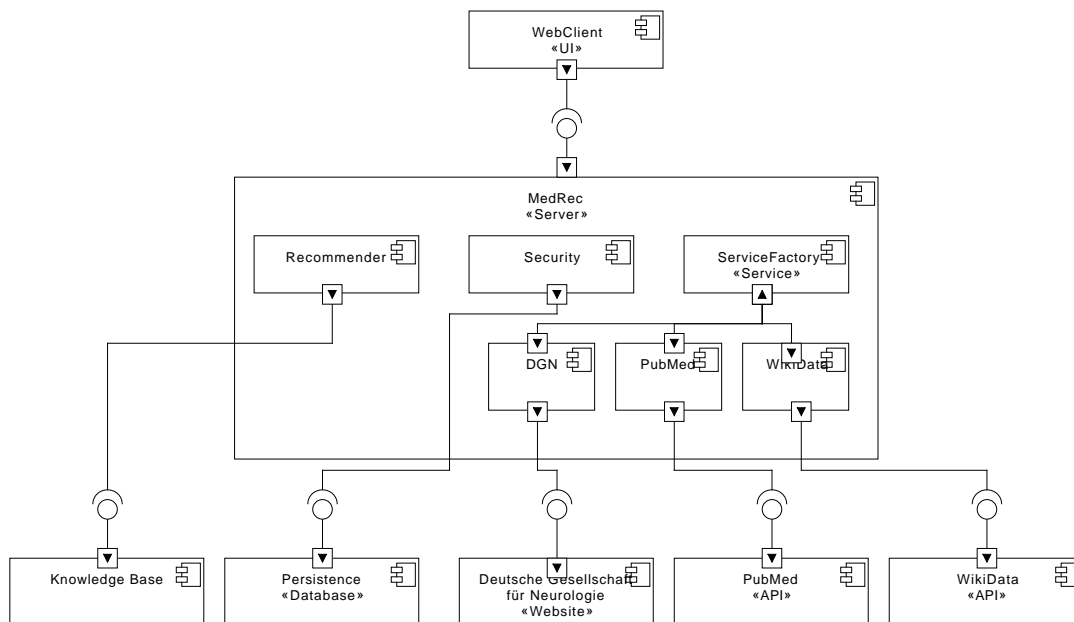 WebClient
«UI»
MedRec
«Server»
Recommender
Security
ServiceFactory
«Service»
DGN
PubMed
WikiData
Knowledge Base
Persistence
«Database»
Deutsche Gesellschaft
für Neurologie
«Website»
PubMed
«API»
WikiData
«API»